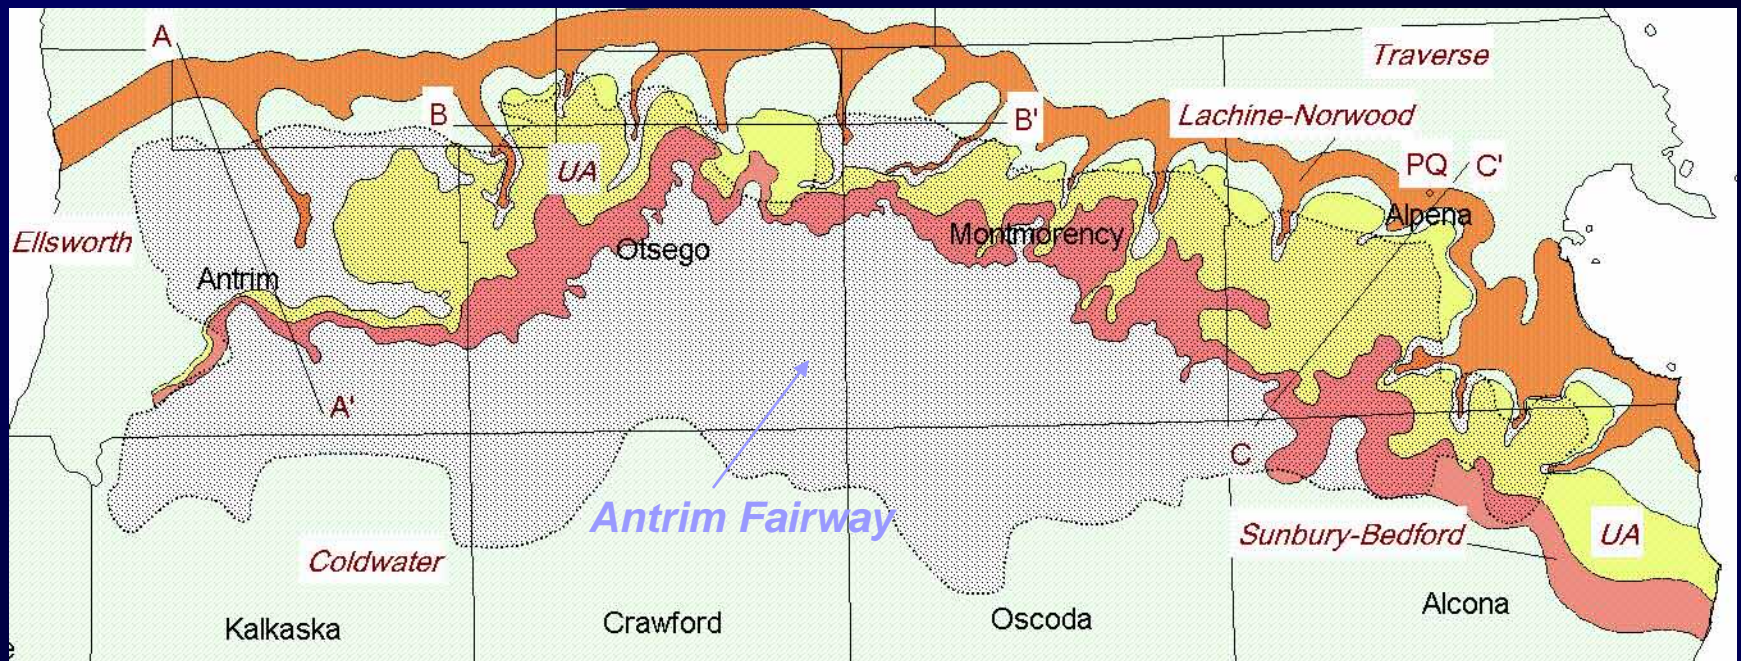 A
Traverse
B
B'
Lachine-Norwood
UA
PQ
C'
Alpena
Ellsworth
Otsego
Montmorency
Antrim
A'
C
Antrim Fairway
Sunbury-Bedford
UA
Coldwater
Alcona
Kalkaska
Crawford
Oscoda